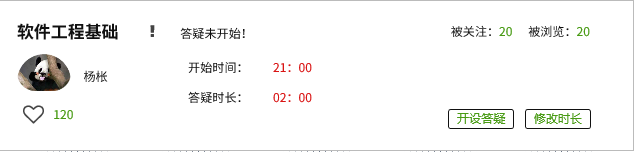 软件工程基础 ! 答疑未开始! 被关注：20 被浏览：20
杨枨 开始时间： 21：00
答疑时长： 02：00
120 开设答疑 修改时长